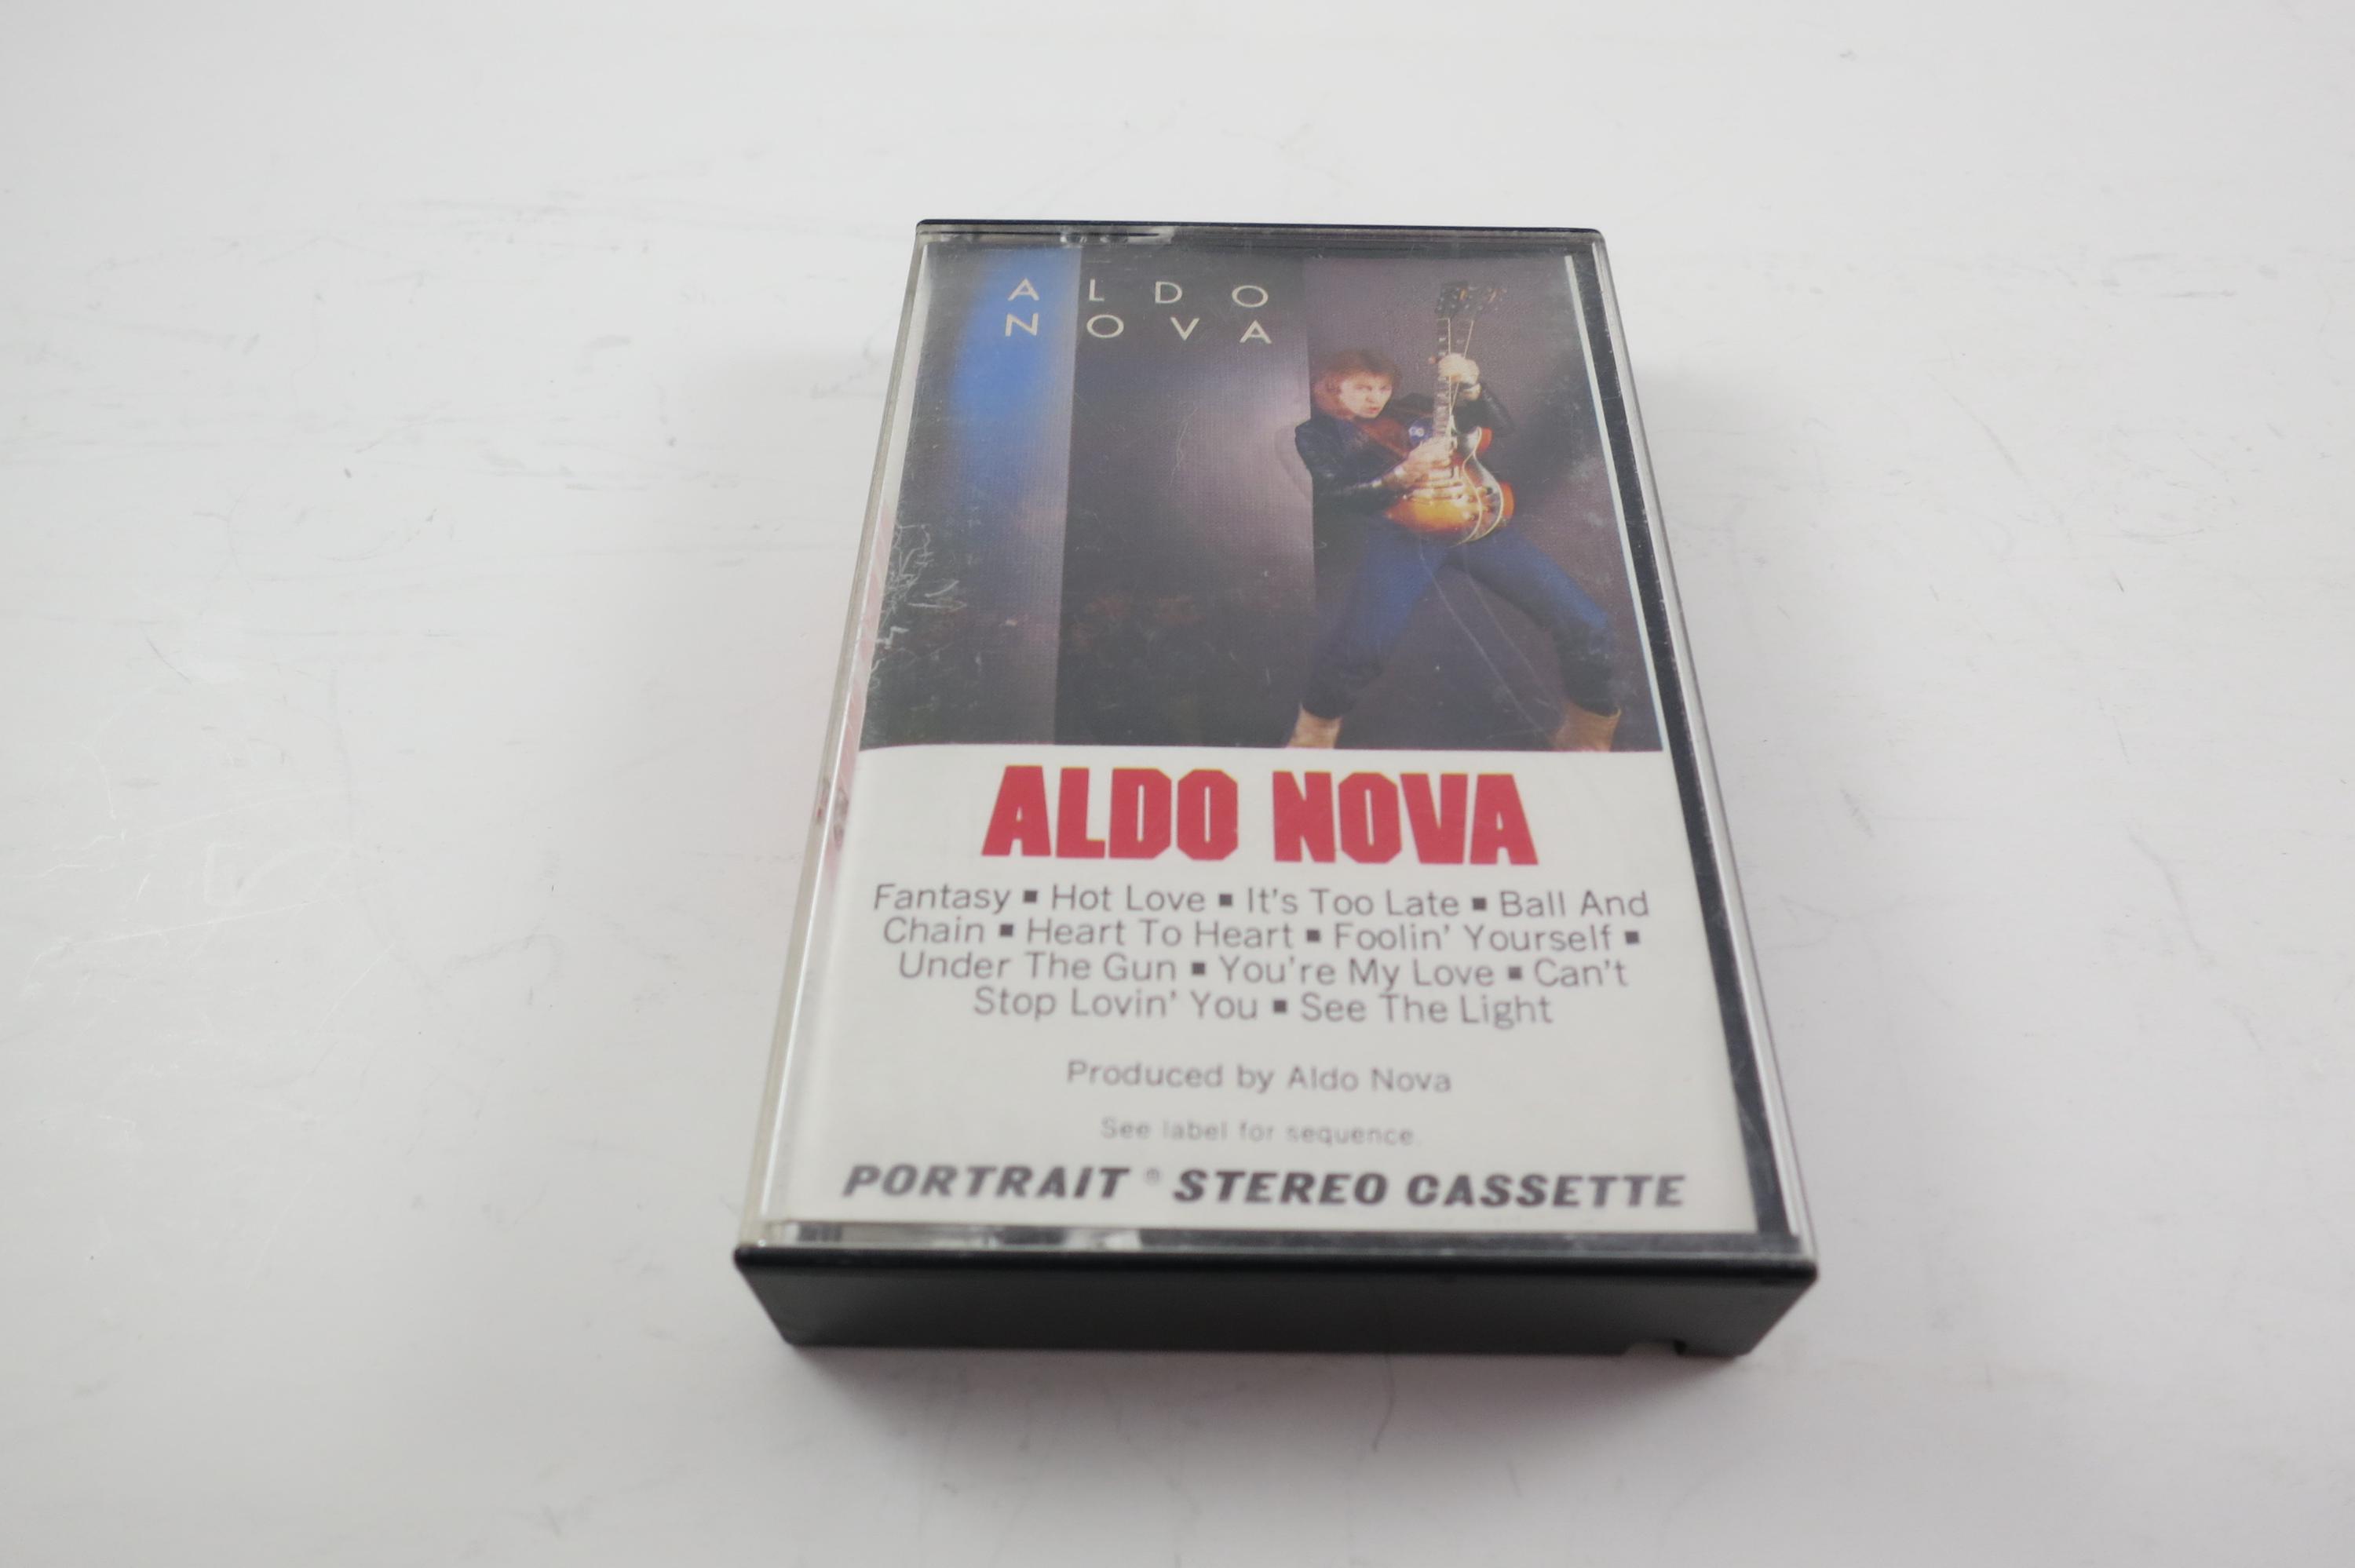 ALDO
NOVA
ALDO NOVA
Fantasy ■ Hot Love ■ It's Too Late ■ Ball And
Chain ■ Heart To Heart ■ Foolin' Yourself ■
Under The Gun ■ You're My Love ■ Can't
Stop Lovin' You ■ See The Light
Produced by Aldo Nova
See label for sequence.
PORTRAIT ® STEREO CASSETTE